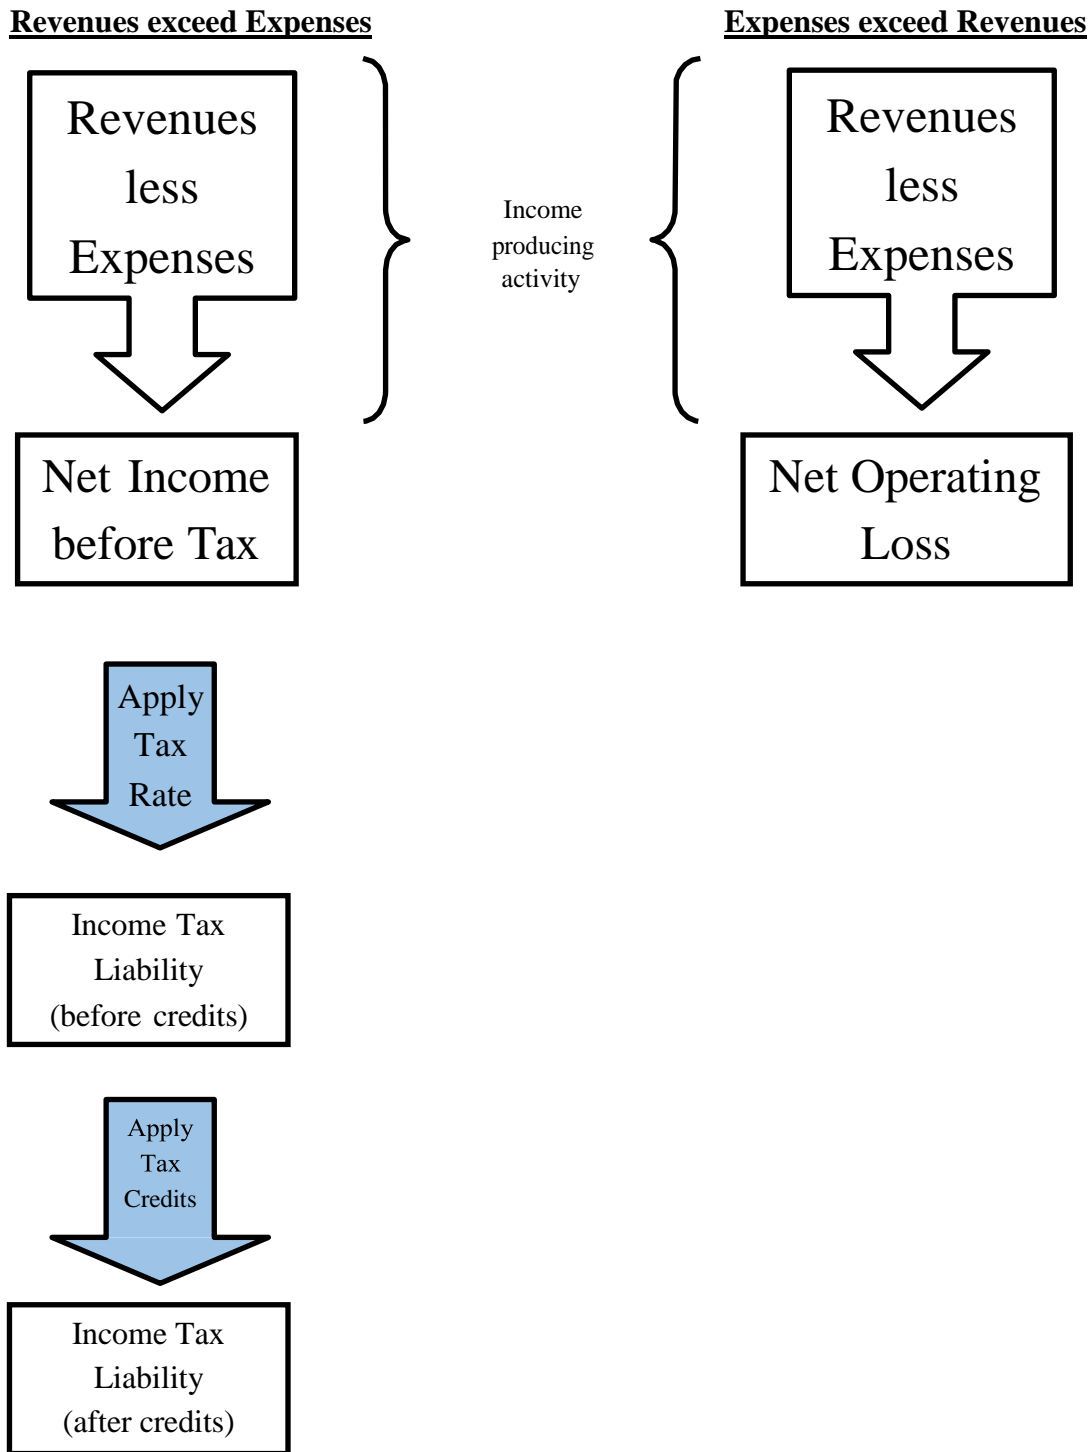 Revenues exceed Expenses
Expenses exceed Revenues
Revenues
less
Expenses
Income
producing
activity
Revenues
less
Expenses
Net Income
before Tax
Net Operating
Loss
Apply
Tax
Rate
Income Tax
Liability
(before credits)
Apply
Tax
Credits
Income Tax
Liability
(after credits)